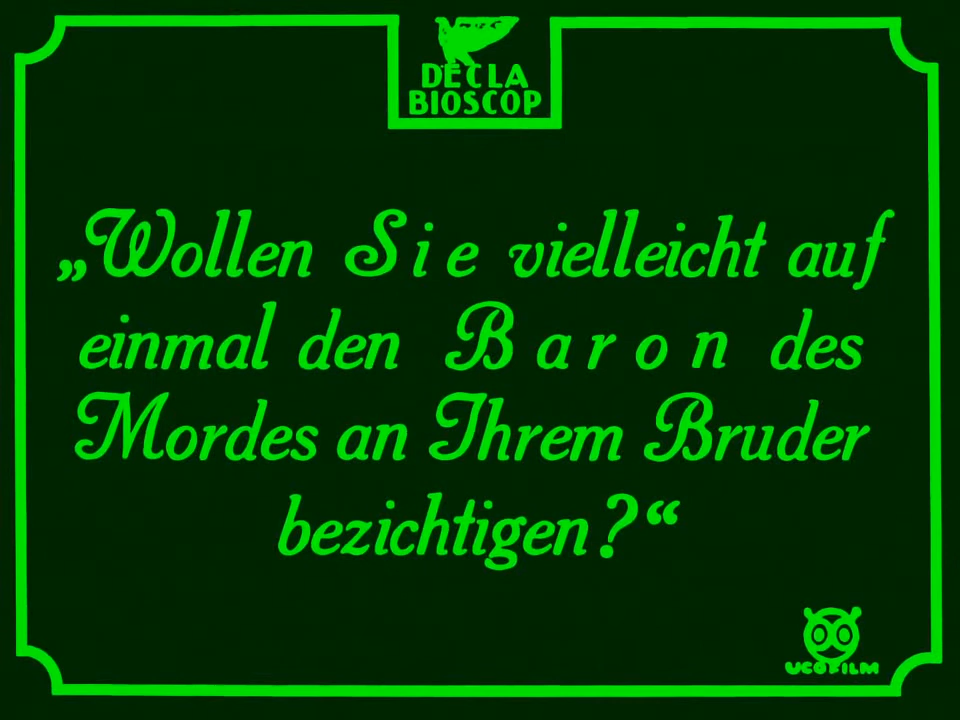 DECLA
BIOSCOP
„Wollen Sie vielleicht auf
einmal den Baron des
Mordes an Ihrem Bruder
bezichtigen?“
UCOFILM